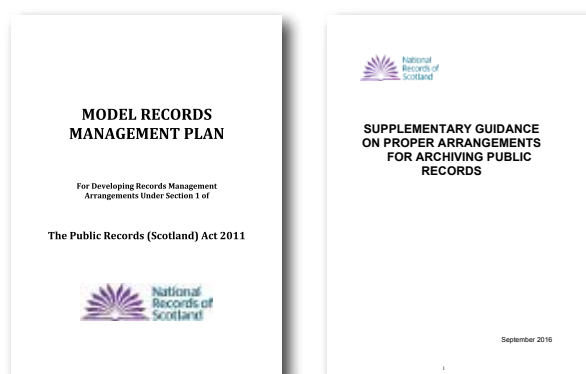 MODEL RECORDS
MANAGEMENT PLAN
For Developing Records Management
Arrangements Under Section 1 of
The Public Records (Scotland) Act 2011
National
Records of
Scotland
National
Records of
Scotland
SUPPLEMENTARY GUIDANCE
ON PROPER ARRANGEMENTS
FOR ARCHIVING PUBLIC
RECORDS
September 2016
1